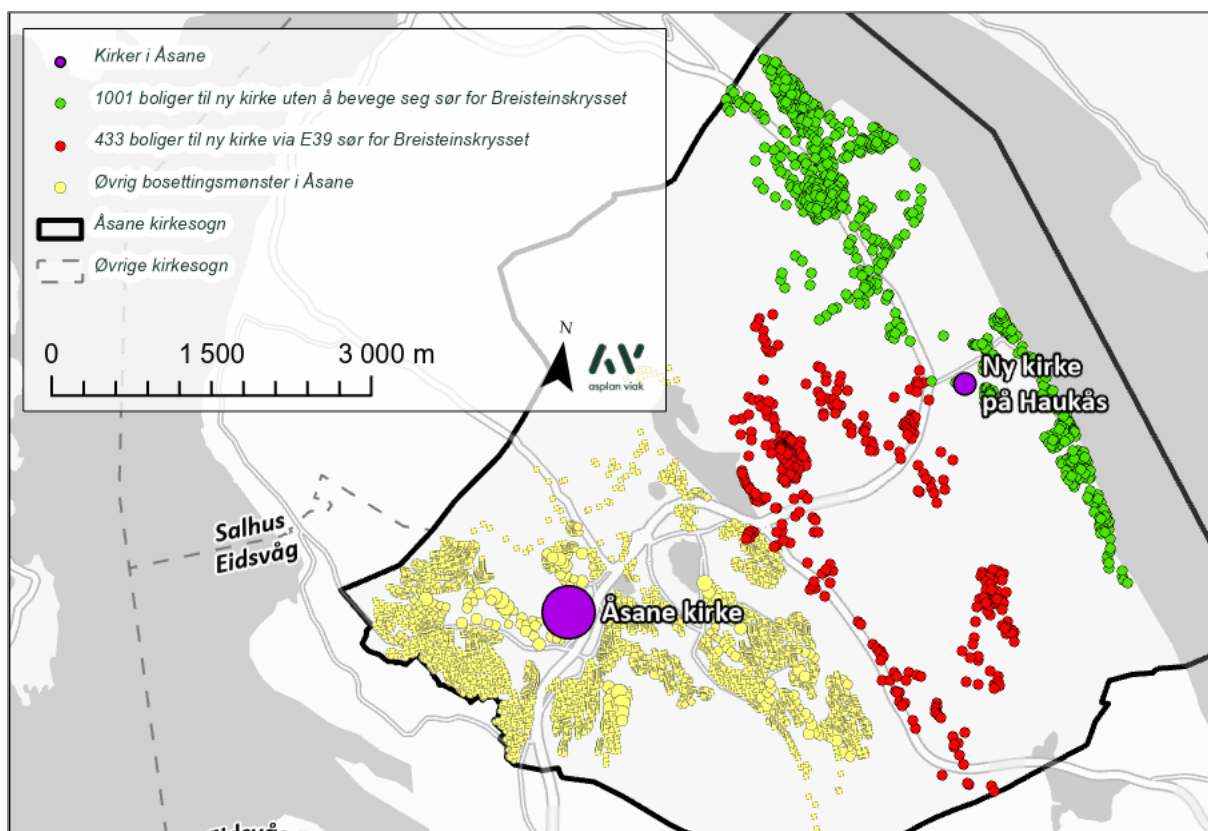 Kirker i Åsane
1001 boliger til ny kirke uten å bevege seg sør for Breisteinskrysset
433 boliger til ny kirke via E39 sør for Breisteinskrysset
Øvrig bosettingsmønster i Åsane
Åsane kirkesogn
Øvrige kirkesogn
N
0 1 500 3 000 m
asplan viak
Ny kirke
på Haukås
Salhus
Eidsvåg
Åsane kirke